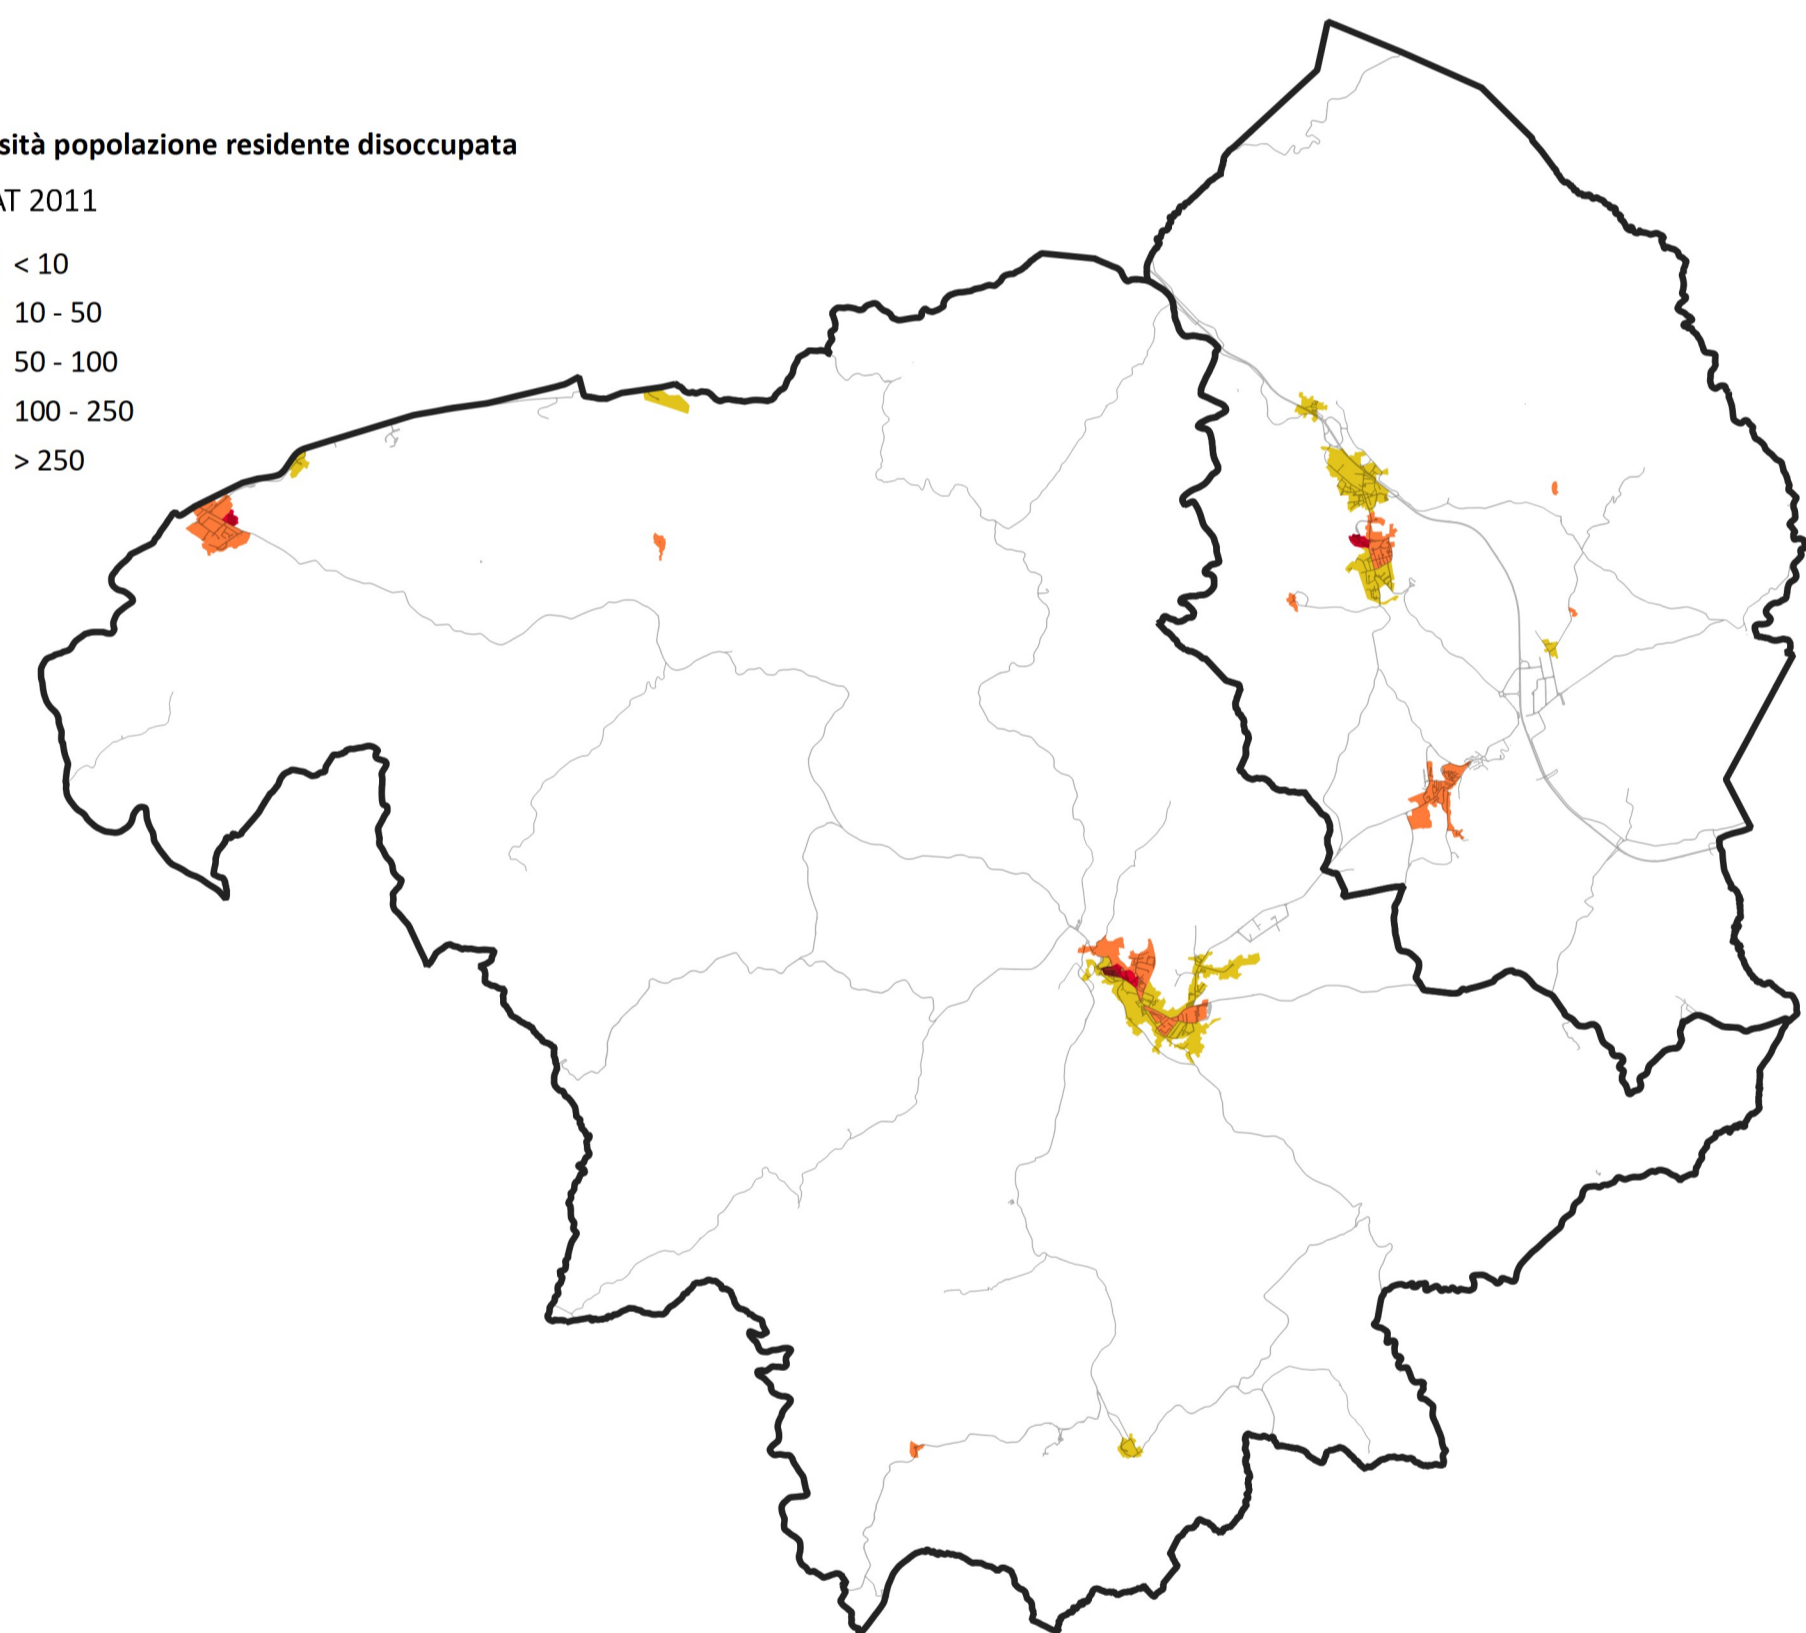 sità popolazione residente disoccupata
AT 2011
< 10
10 - 50
50 - 100
100 - 250
> 250